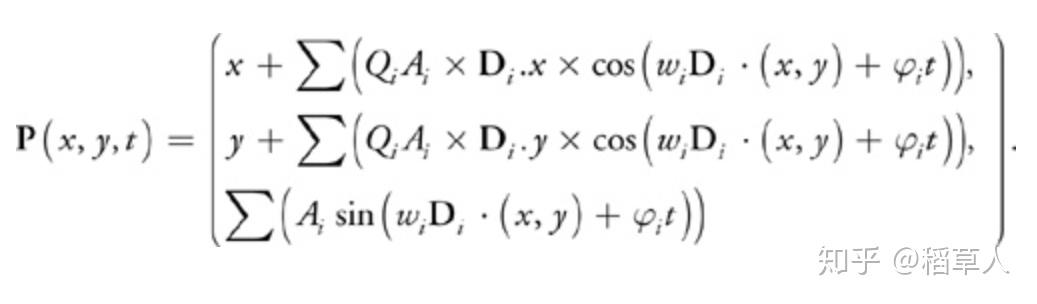 x + ∑(QᵢAᵢ × Dᵢ.x × cos(wᵢDᵢ · (x, y) + φᵢt)),
P(x, y, t) = y + ∑(QᵢAᵢ × Dᵢ.y × cos(wᵢDᵢ · (x, y) + φᵢt)), .
∑(Aᵢ sin(wᵢDᵢ · (x, y) + φᵢt))
知乎 @稻草人